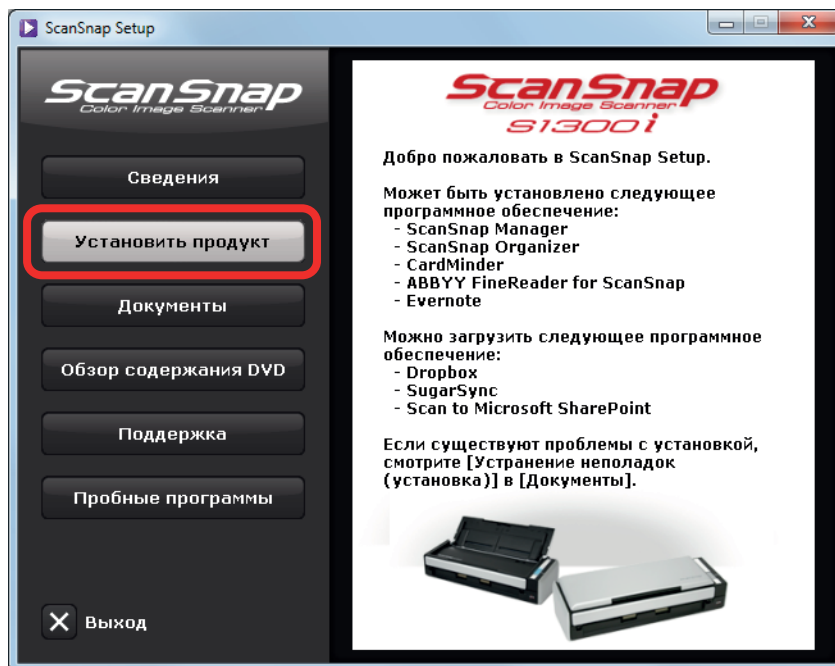 ScanSnap Setup
ScanSnap
Color Image Scanner
Сведения
Установить продукт
Документы
Обзор содержания DVD
Поддержка
Пробные программы
Выход
ScanSnap
Color Image Scanner
S1300i
Добро пожаловать в ScanSnap Setup.
Может быть установлено следующее
программное обеспечение:
- ScanSnap Manager
- ScanSnap Organizer
- CardMinder
- ABBYY FineReader for ScanSnap
- Evernote
Можно загрузить следующее программное
обеспечение:
- Dropbox
- SugarSync
- Scan to Microsoft SharePoint
Если существуют проблемы с установкой,
смотрите [Устранение неполадок
(установка)] в [Документы].